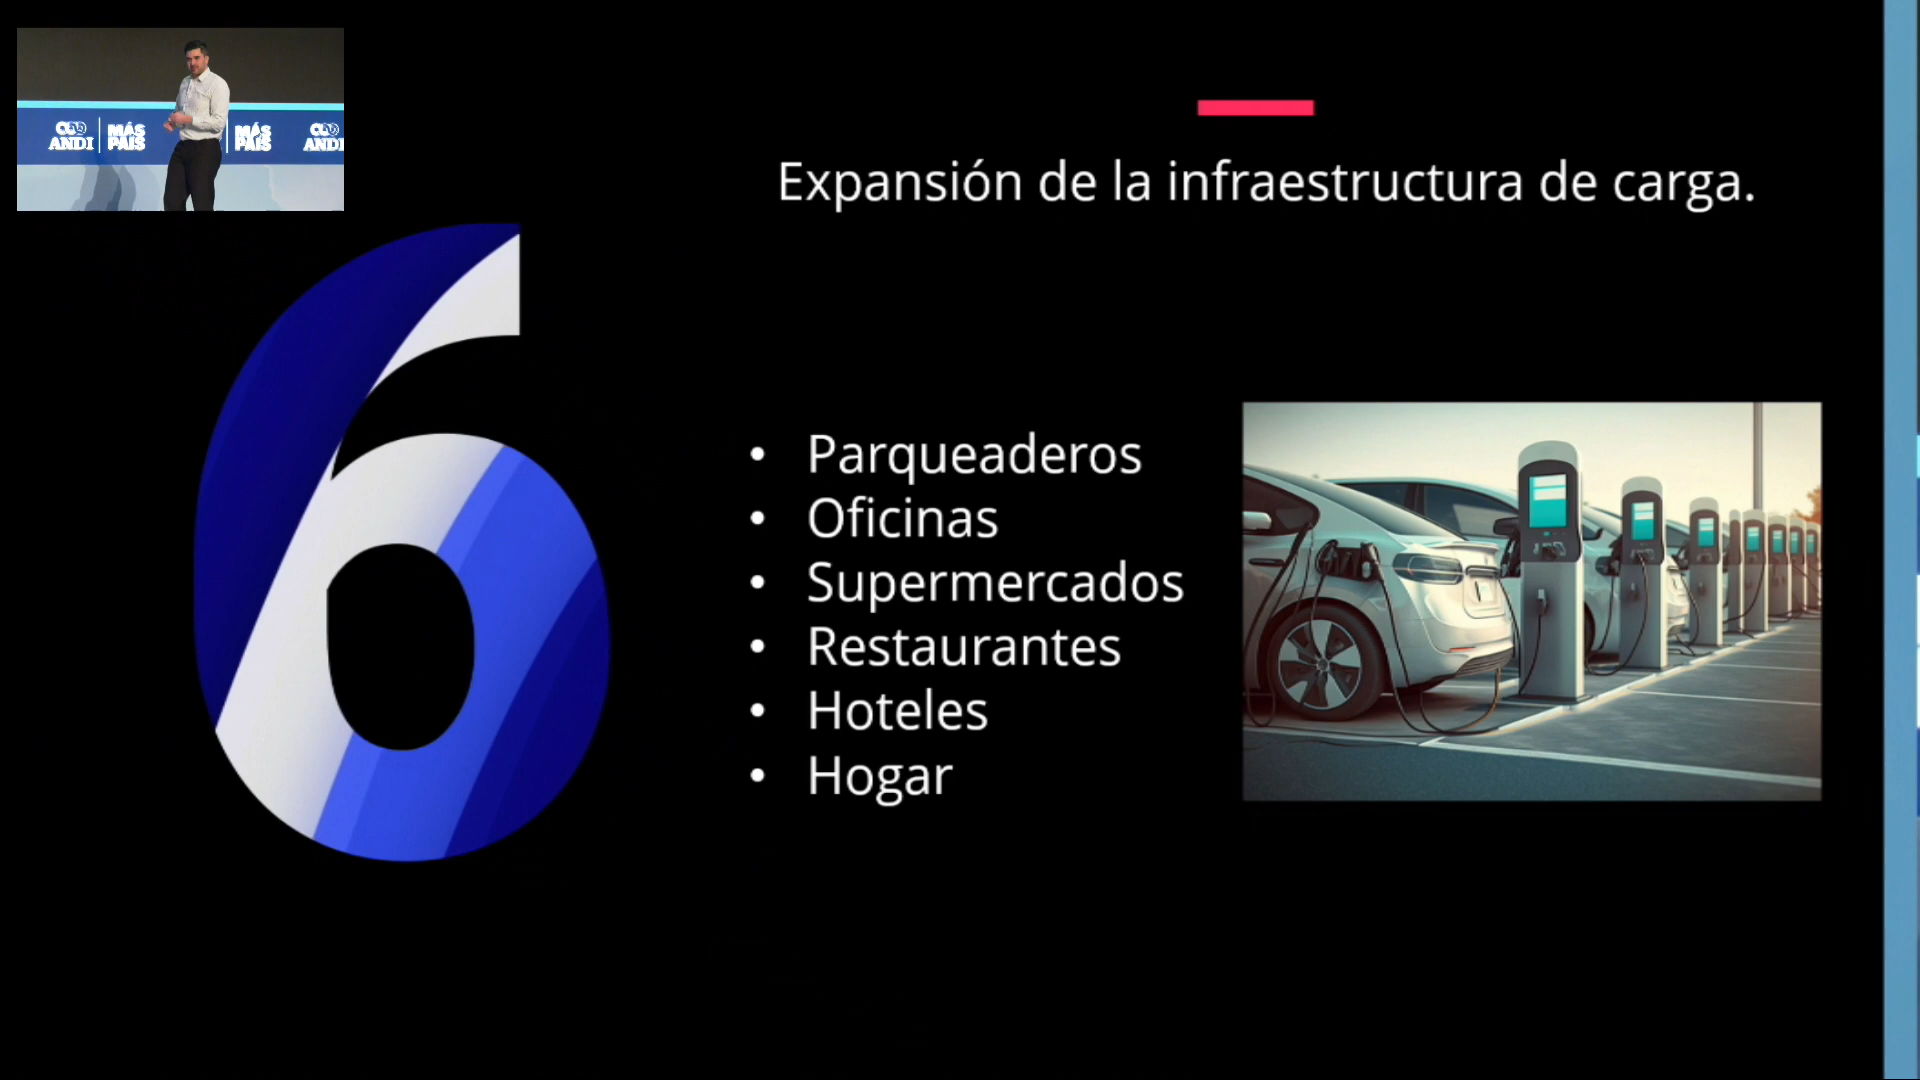 ANDI
MÁS
PAÍS
MÁS
PAÍS
ANDI
6
Expansión de la infraestructura de carga.
• Parqueaderos
• Oficinas
• Supermercados
• Restaurantes
• Hoteles
• Hogar